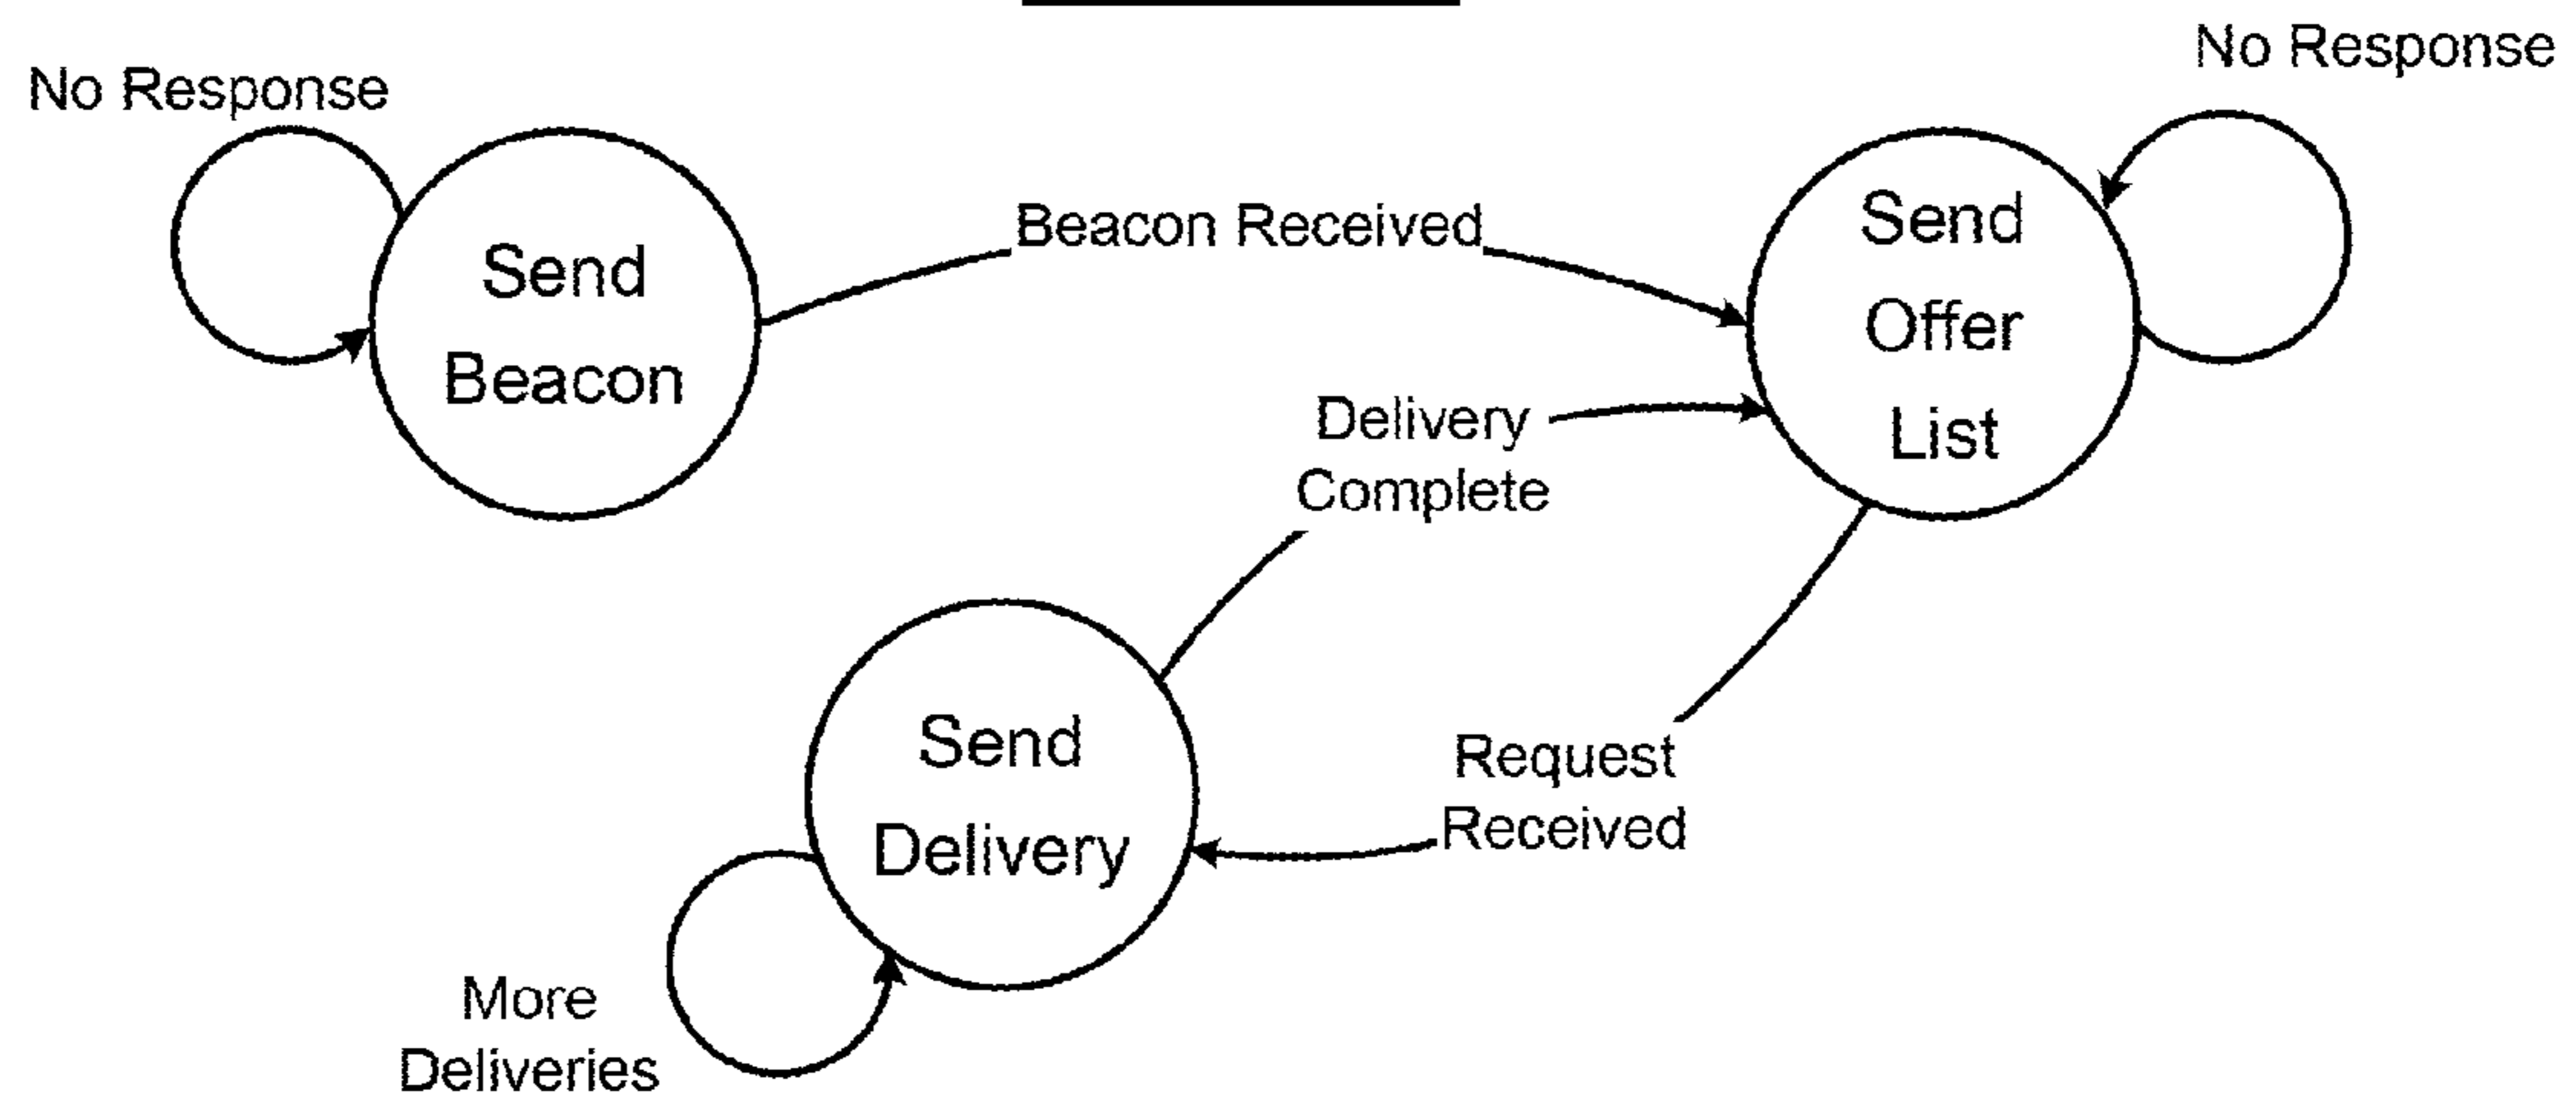 No Response
No Response
Send
Beacon
Beacon Received
Send
Offer
List
Delivery
Complete
Send
Delivery
Request
Received
More
Deliveries